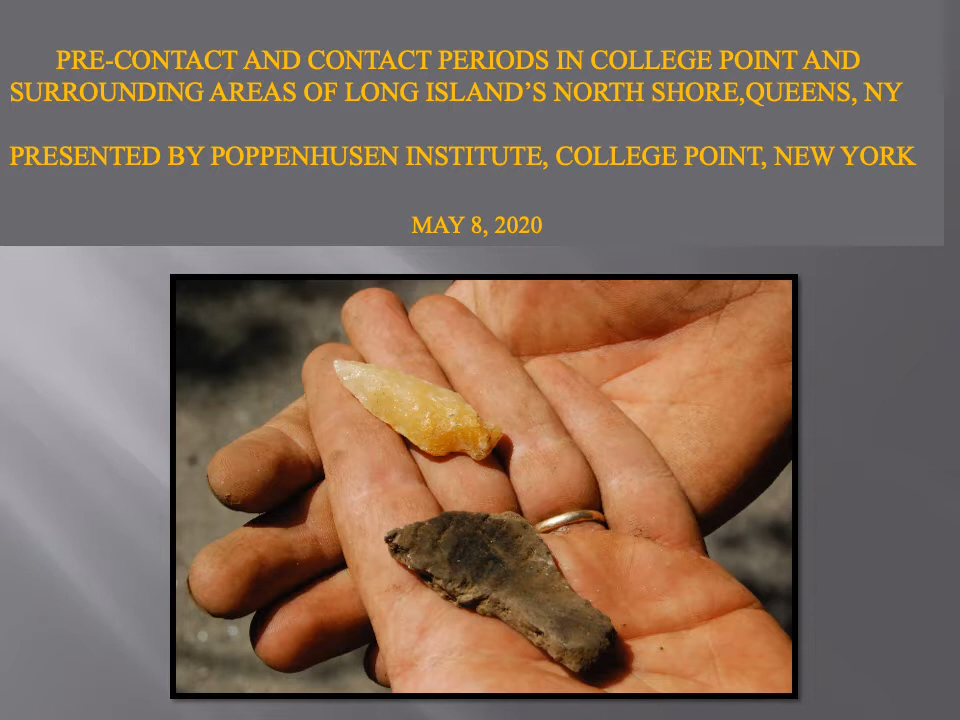 PRE-CONTACT AND CONTACT PERIODS IN COLLEGE POINT AND
SURROUNDING AREAS OF LONG ISLAND’S NORTH SHORE,QUEENS, NY
PRESENTED BY POPPENHUSEN INSTITUTE, COLLEGE POINT, NEW YORK
MAY 8, 2020